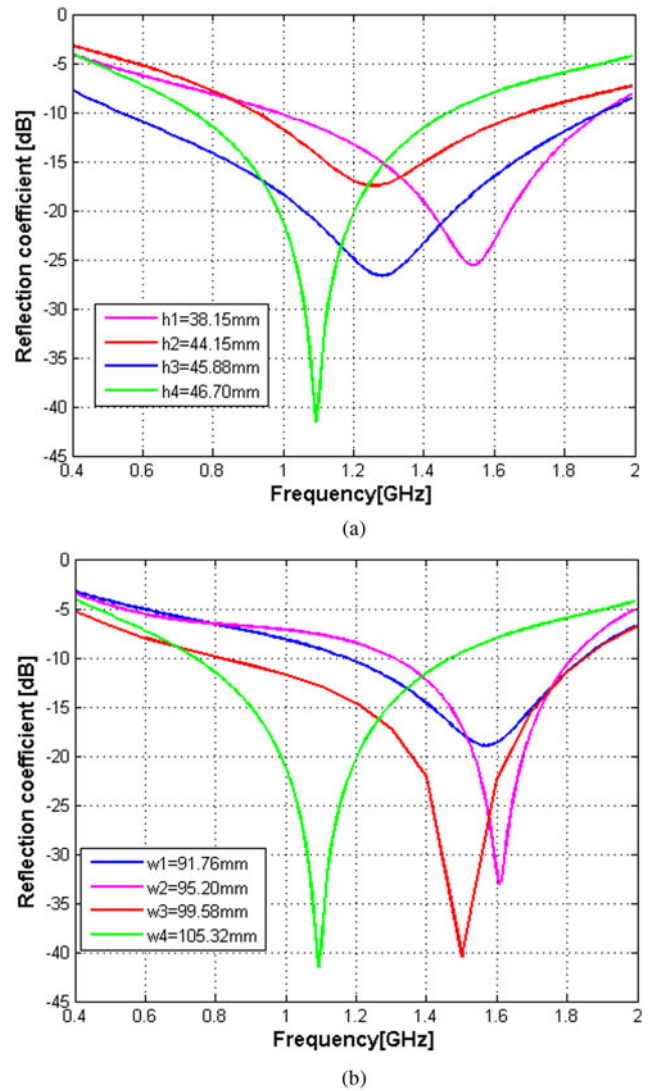 0
-5
-10
-15
-20
-25
-30
-35
-40
-45
Reflection coefficient [dB]
h1=38.15mm
h2=44.15mm
h3=45.88mm
h4=46.70mm
0.4 0.6 0.8 1 1.2 1.4 1.6 1.8 2
Frequency[GHz]
(a)
0
-5
-10
-15
-20
-25
-30
-35
-40
-45
Reflection coefficient [dB]
w1=91.76mm
w2=95.20mm
w3=99.58mm
w4=105.32mm
0.4 0.6 0.8 1 1.2 1.4 1.6 1.8 2
Frequency[GHz]
(b)